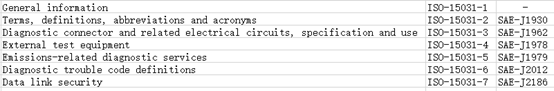 General information ISO-15031-1 -
Terms, definitions, abbreviations and acronyms ISO-15031-2 SAE-J1930
Diagnostic connector and related electrical circuits, specification and use ISO-15031-3 SAE-J1962
External test equipment ISO-15031-4 SAE-J1978
Emissions-related diagnostic services ISO-15031-5 SAE-J1979
Diagnostic trouble code definitions ISO-15031-6 SAE-J2012
Data link security ISO-15031-7 SAE-J2186